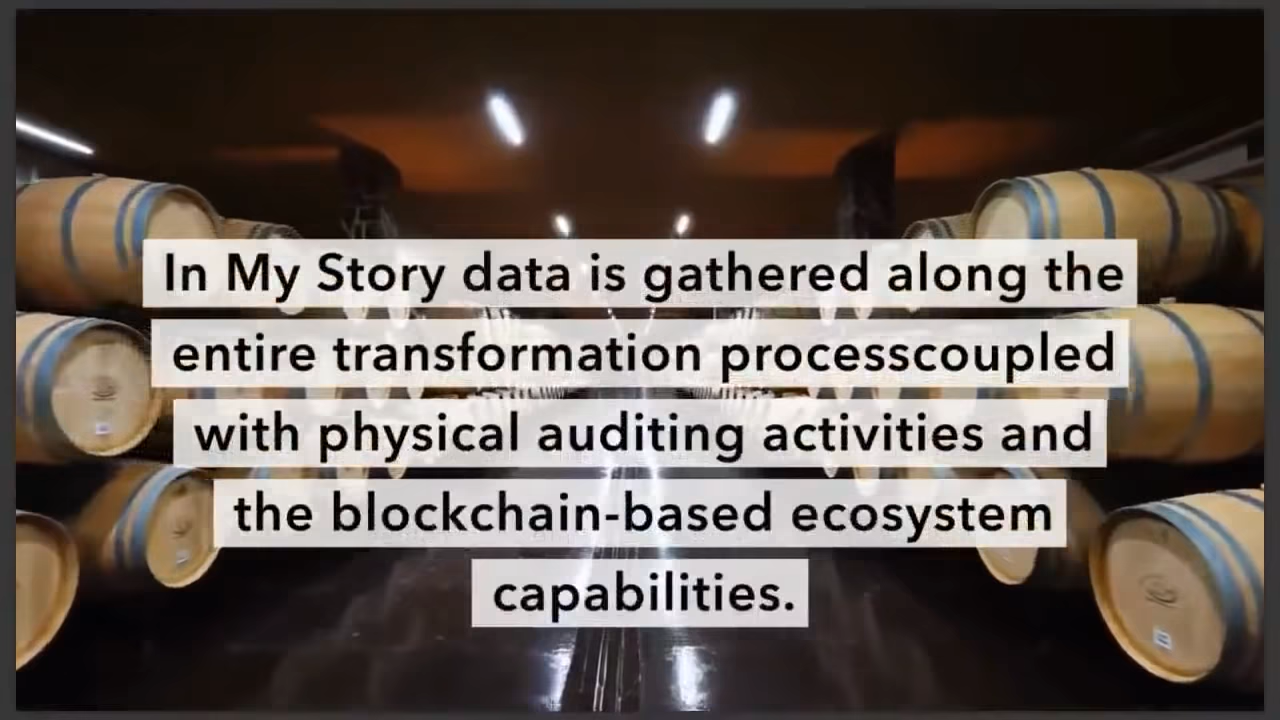 In My Story data is gathered along the
entire transformation processcoupled
with physical auditing activities and
the blockchain-based ecosystem
capabilities.